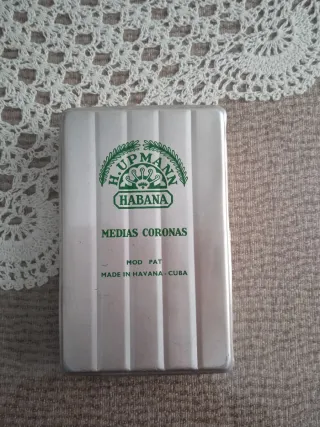 H. UPMANN
HABANA
MEDIAS CORONAS
MOD PAT
MADE IN HAVANA - CUBA